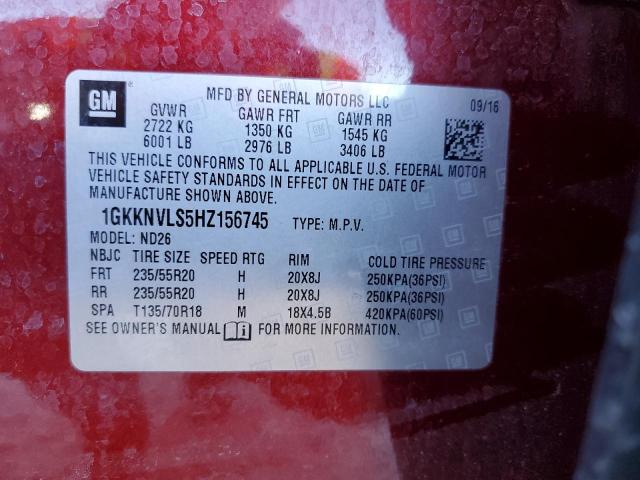 GM
MFD BY GENERAL MOTORS LLC 09/16
GVWR GAWR FRT GAWR RR
2722 KG 1350 KG 1545 KG
6001 LB 2976 LB 3406 LB
THIS VEHICLE CONFORMS TO ALL APPLICABLE U.S. FEDERAL MOTOR
VEHICLE SAFETY STANDARDS IN EFFECT ON THE DATE OF
MANUFACTURE SHOWN ABOVE.
1GKKNVLS5HZ156745 TYPE: M.P.V.
MODEL: ND26
NBJC TIRE SIZE SPEED RTG RIM COLD TIRE PRESSURE
FRT 235/55R20 H 20X8J 250KPA(36PSI)
RR 235/55R20 H 20X8J 250KPA(36PSI)
SPA T135/70R18 M 18X4.5B 420KPA(60PSI)
SEE OWNER'S MANUAL i FOR MORE INFORMATION.